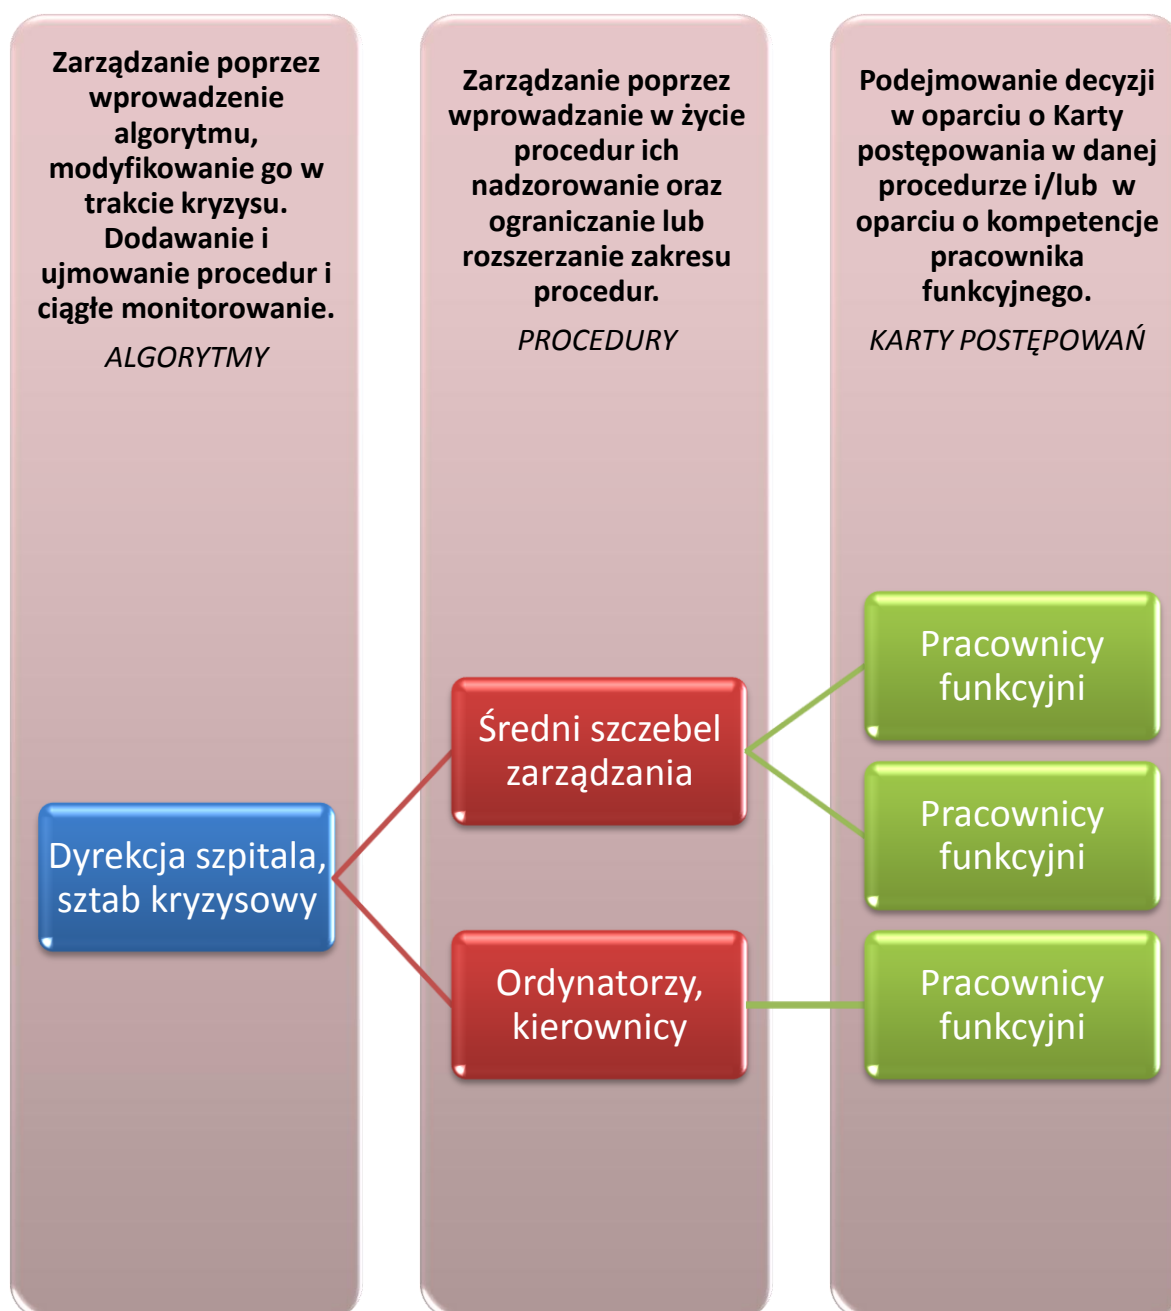 Zarządzanie poprzez
wprowadzenie
algorytmu,
modyfikowanie go w
trakcie kryzysu.
Dodawanie i
ujmowanie procedur i
ciągłe monitorowanie.
ALGORYTMY
Zarządzanie poprzez
wprowadzanie w życie
procedur ich
nadzorowanie oraz
ograniczanie lub
rozszerzanie zakresu
procedur.
PROCEDURY
Podejmowanie decyzji
w oparciu o Karty
postępowania w danej
procedurze i/lub w
oparciu o kompetencje
pracownika
funkcyjnego.
KARTY POSTĘPOWAŃ
Dyrekcja szpitala,
sztab kryzysowy
Średni szczebel
zarządzania
Ordynatorzy,
kierownicy
Pracownicy
funkcyjni
Pracownicy
funkcyjni
Pracownicy
funkcyjni